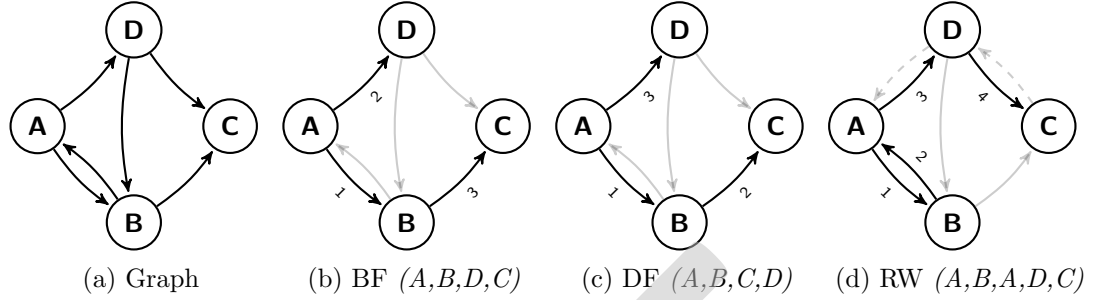 D
A
C
B
(a) Graph
D
A
C
B
2
1
3
(b) BF (A,B,D,C)
D
A
C
B
3
1
2
(c) DF (A,B,C,D)
D
A
C
B
3
4
2
1
(d) RW (A,B,A,D,C)